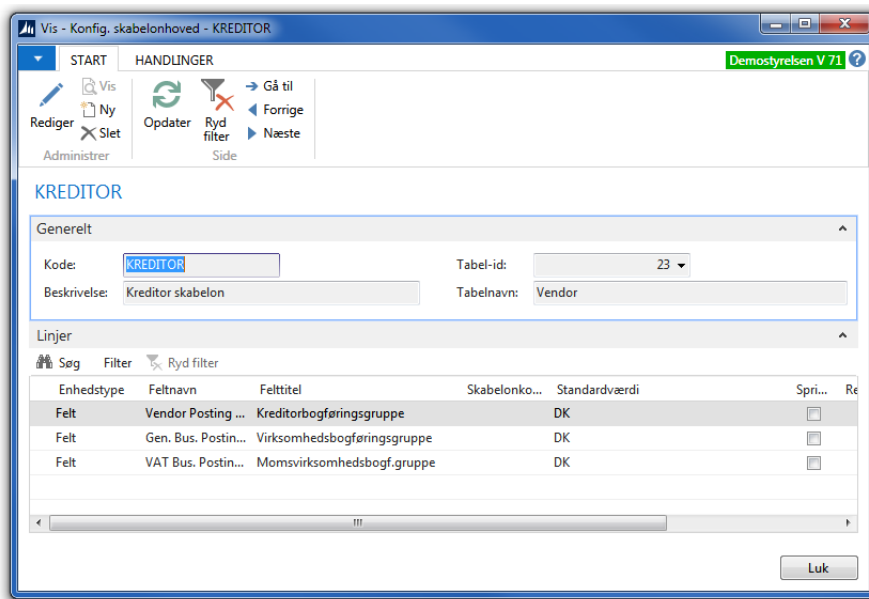 Vis - Konfig. skabelonhoved - KREDITOR
START HANDLINGER Demostyrelsen V 71
Rediger Vis Ny Slet Opdater Ryd filter Gå til Forrige Næste
Administrer Side
KREDITOR
Generelt
Kode: KREDITOR Tabel-id: 23
Beskrivelse: Kreditor skabelon Tabelnavn: Vendor
Linjer
Søg Filter Ryd filter
Enhedstype Feltnavn Felttitel Skabelonko... Standardværdi Spri... Re
Felt Vendor Posting ... Kreditorbogføringsgruppe DK
Felt Gen. Bus. Postin... Virksomhedsbogføringsgruppe DK
Felt VAT Bus. Postin... Momsvirksomhedsbogf.gruppe DK
Luk